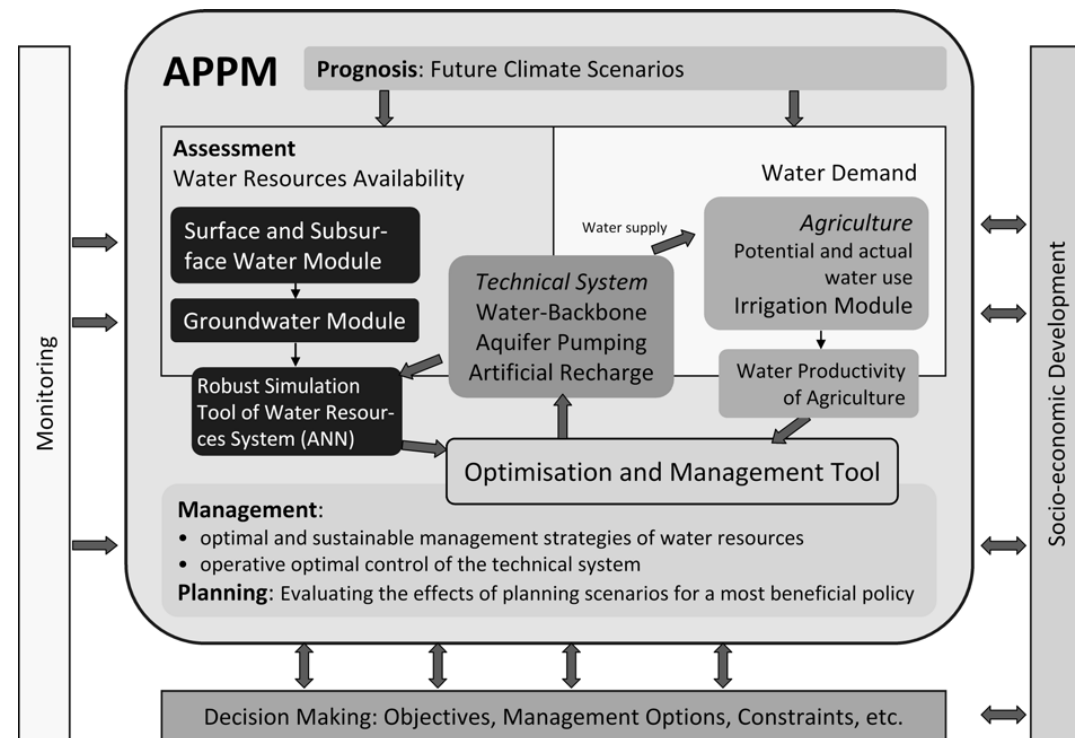 APPM
Prognosis: Future Climate Scenarios
Assessment
Water Resources Availability
Surface and Subsur-
face Water Module
Groundwater Module
Robust Simulation
Tool of Water Resour-
ces System (ANN)
Water supply
Technical System
Water-Backbone
Aquifer Pumping
Artificial Recharge
Water Demand
Agriculture
Potential and actual
water use
Irrigation Module
Water Productivity
of Agriculture
Optimisation and Management Tool
Management:
• optimal and sustainable management strategies of water resources
• operative optimal control of the technical system
Planning: Evaluating the effects of planning scenarios for a most beneficial policy
Monitoring
Socio-economic Development
Decision Making: Objectives, Management Options, Constraints, etc.